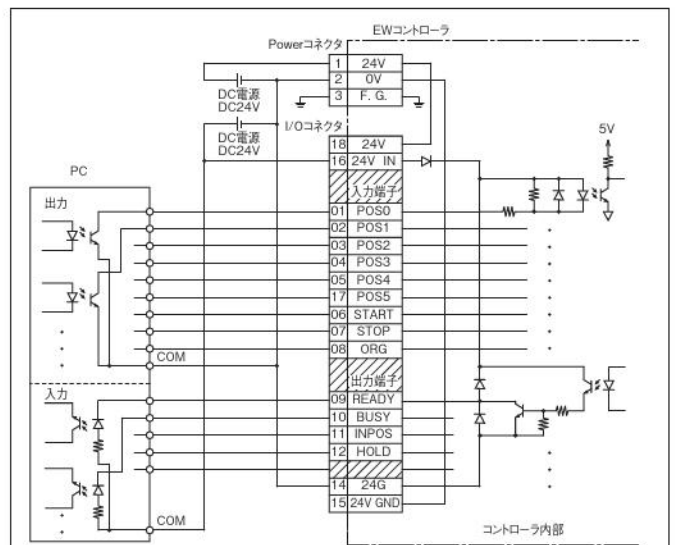 EWコントローラ
Powerコネクタ
1 24V
2 0V
3 F. G.
DC電源
DC24V
I/Oコネクタ
DC電源
DC24V
18 24V
16 24V IN
5V
PC
入力端子
出力
01 POS0
02 POS1
03 POS2
04 POS3
05 POS4
17 POS5
06 START
07 STOP
08 ORG
COM
出力端子
入力
09 READY
10 BUSY
11 INPOS
12 HOLD
14 24G
15 24V GND
COM
コントローラ内部